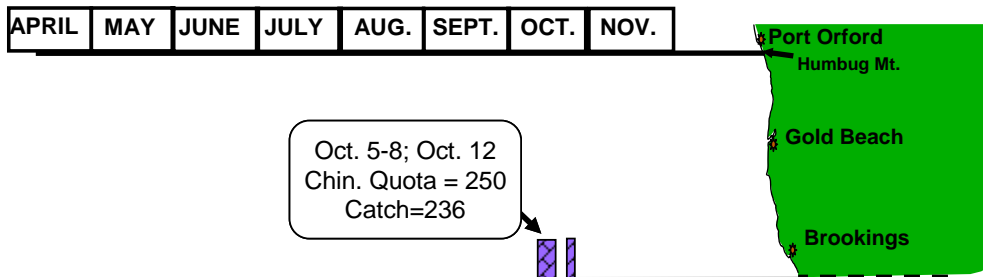 APRIL MAY JUNE JULY AUG. SEPT. OCT. NOV.
Port Orford
Humbug Mt.
Gold Beach
Oct. 5-8; Oct. 12
Chin. Quota = 250
Catch=236
Brookings